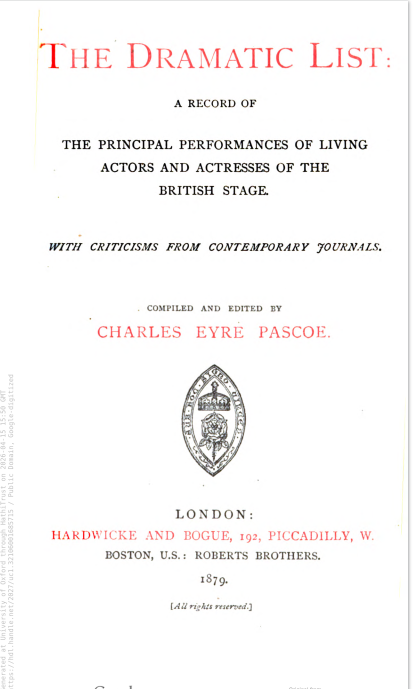 THE DRAMATIC LIST:
A RECORD OF
THE PRINCIPAL PERFORMANCES OF LIVING
ACTORS AND ACTRESSES OF THE
BRITISH STAGE.
WITH CRITICISMS FROM CONTEMPORARY JOURNALS.
COMPILED AND EDITED BY
CHARLES EYRE PASCOE.
LONDON:
HARDWICKE AND BOGUE, 192, PICCADILLY, W.
BOSTON, U.S.: ROBERTS BROTHERS.
1879.
[All rights reserved.]